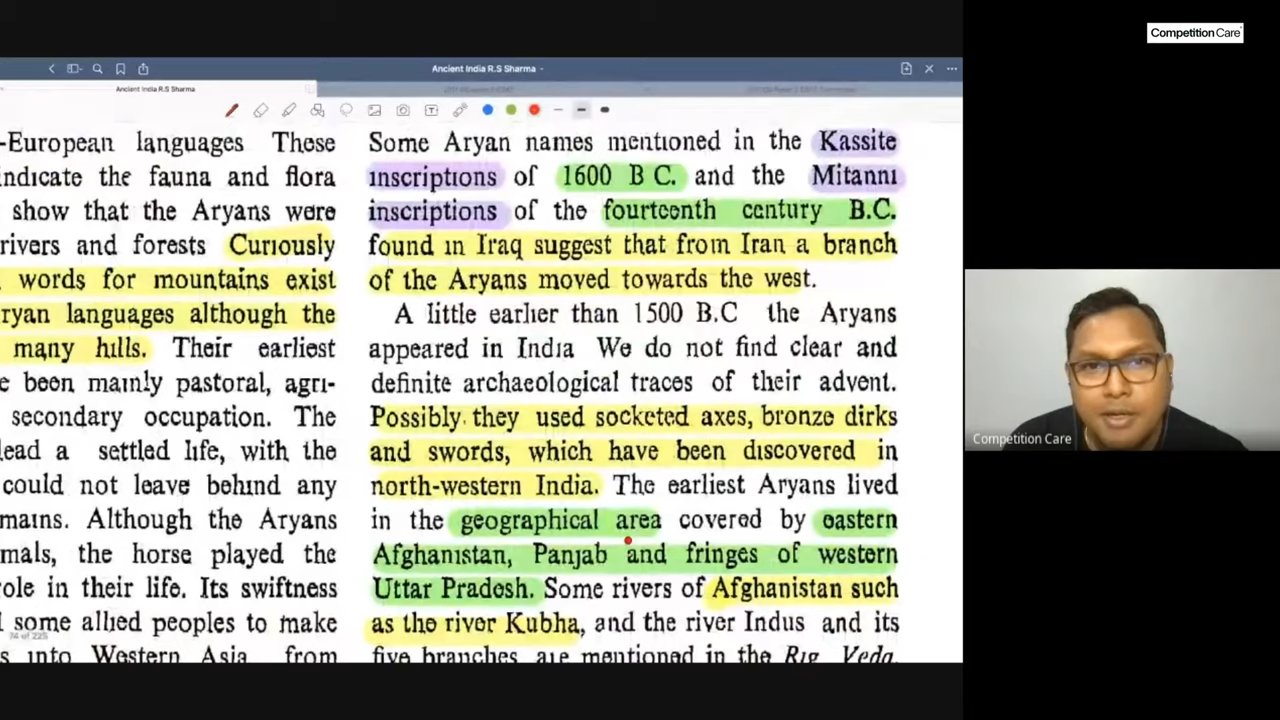 CompetitionCare
Ancient India R.S Sharma
Ancient India R.S Sharma
-European languages These
indicate the fauna and flora
show that the Aryans were
rivers and forests Curiously
words for mountains exist
ryan languages although the
many hills. Their earliest
e been mainly pastoral, agri-
secondary occupation. The
lead a settled life, with the
could not leave behind any
mains. Although the Aryans
mals, the horse played the
ole in their life. Its swiftness
d some allied peoples to make
s into Western Asia from
74 of 225
Some Aryan names mentioned in the Kassite
inscriptions of 1600 B C. and the Mitanni
inscriptions of the fourteenth century B.C.
found in Iraq suggest that from Iran a branch
of the Aryans moved towards the west.
A little earlier than 1500 B.C the Aryans
appeared in India We do not find clear and
definite archaeological traces of their advent.
Possibly they used socketed axes, bronze dirks
and swords, which have been discovered in
north-western India. The earliest Aryans lived
in the geographical area covered by eastern
Afghanistan, Panjab and fringes of western
Uttar Pradesh. Some rivers of Afghanistan such
as the river Kubha, and the river Indus and its
five branches are mentioned in the Rig Veda.
Competition Care